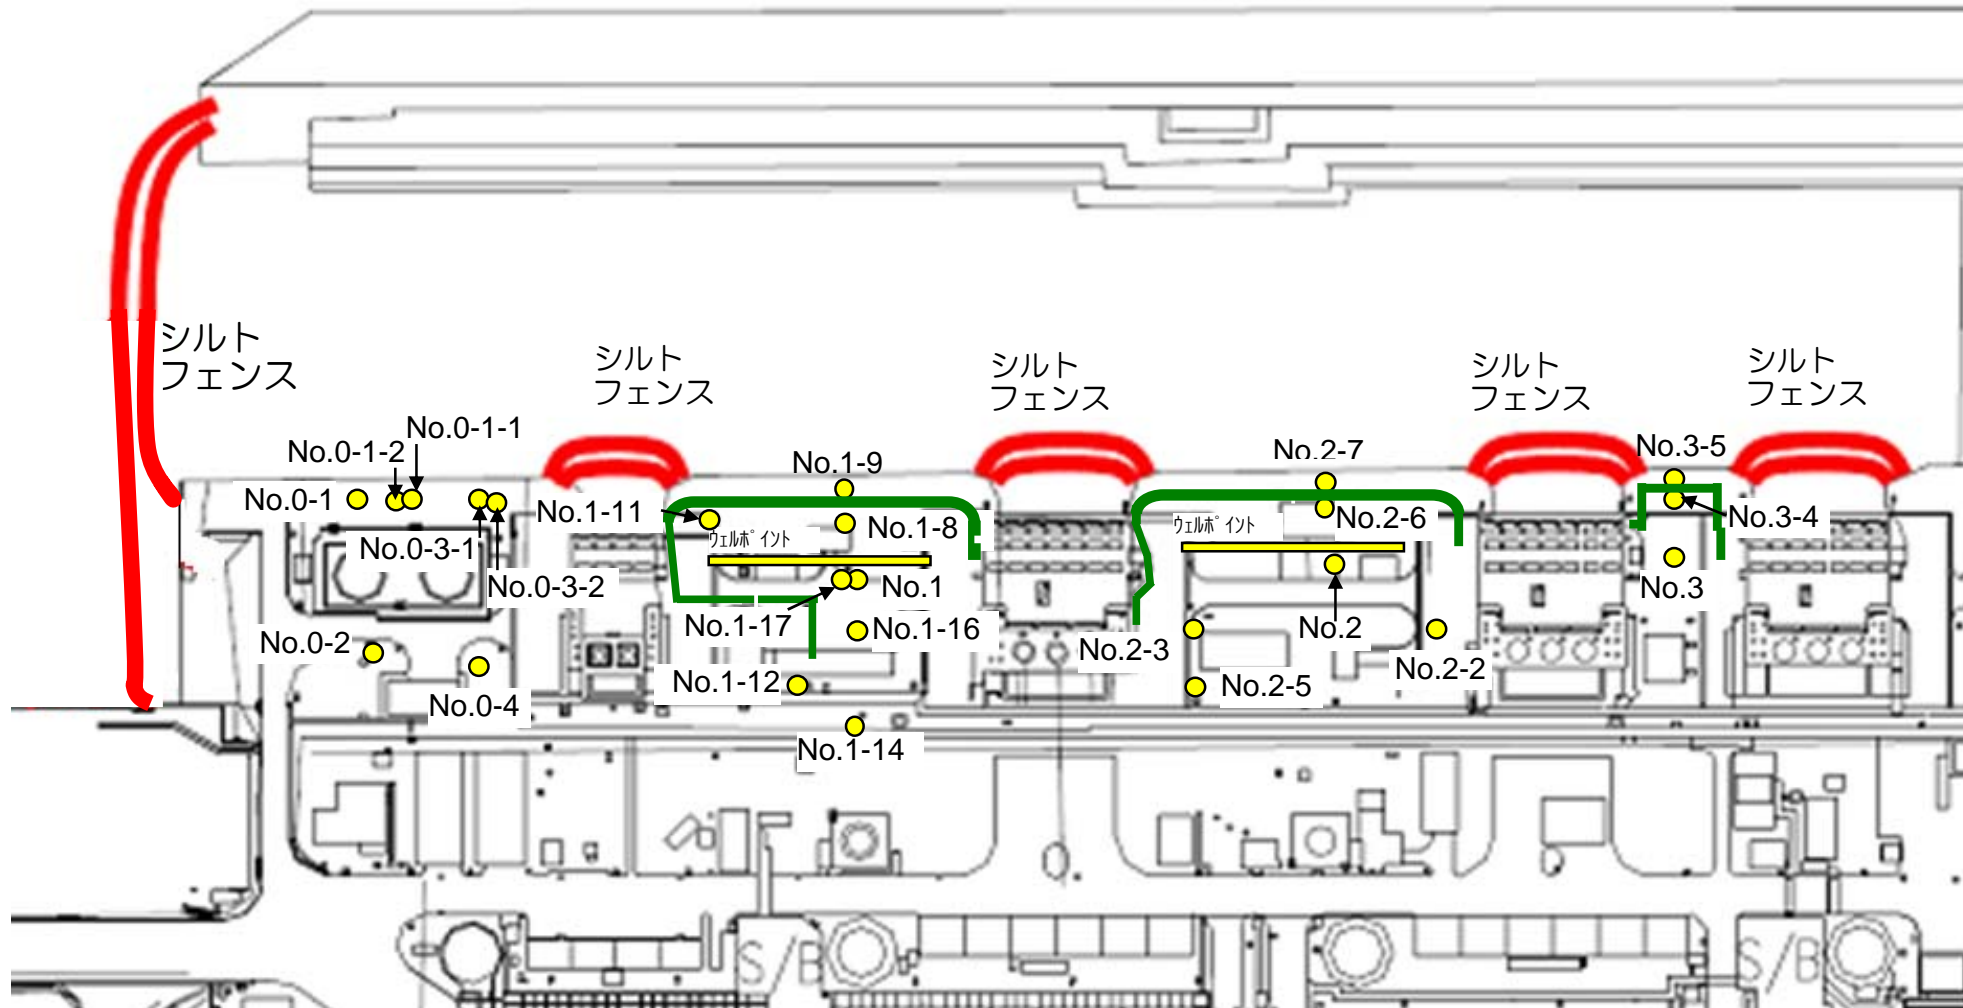 シルト
フェンス
シルト
フェンス
シルト
フェンス
シルト
フェンス
シルト
フェンス
No.0-1-1
No.0-1-2
No.0-1
No.0-3-1
No.0-3-2
No.0-2
No.0-4
No.1-9
No.1-11
No.1-8
ウェルポイント
No.1
No.1-17
No.1-16
No.1-12
No.1-14
No.2-7
No.2-6
ウェルポイント
No.2
No.2-3
No.2-2
No.2-5
No.3-5
No.3-4
No.3
S/B
S/B